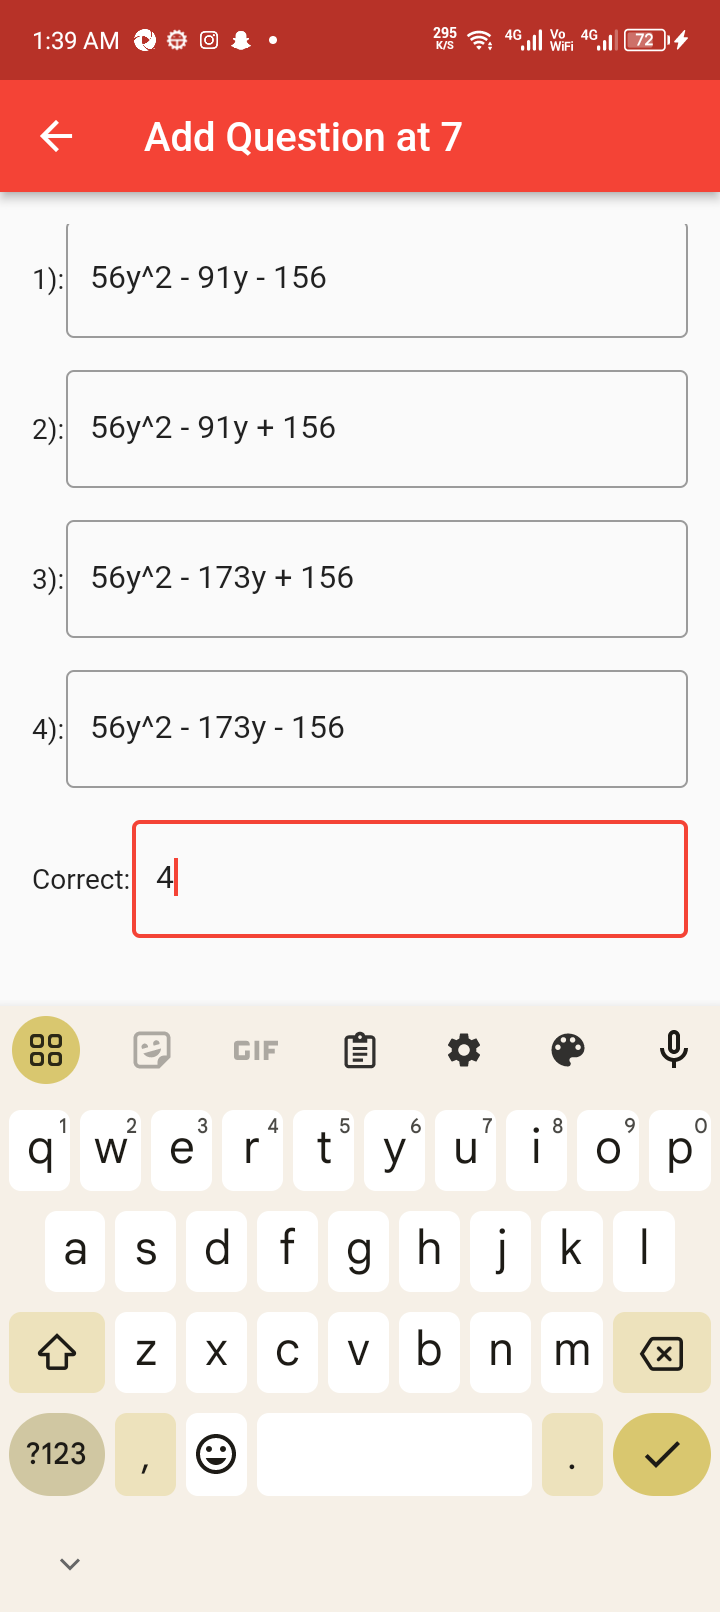 1:39 AM 295 K/S 4G Vo WiFi 4G 72
Add Question at 7
1): 56y^2 - 91y - 156
2): 56y^2 - 91y + 156
3): 56y^2 - 173y + 156
4): 56y^2 - 173y - 156
Correct: 4
GIF
q1 w2 e3 r4 t5 y6 u7 i8 o9 p0
a s d f g h j k l
z x c v b n m
?123 , .